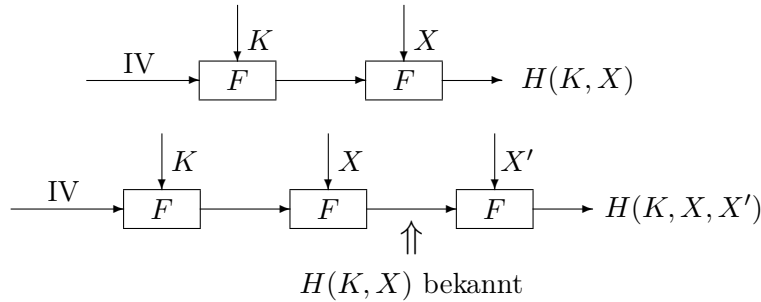 K X
IV F F H(K, X)
K X X′
IV F F F H(K, X, X′)
⇑
H(K, X) bekannt